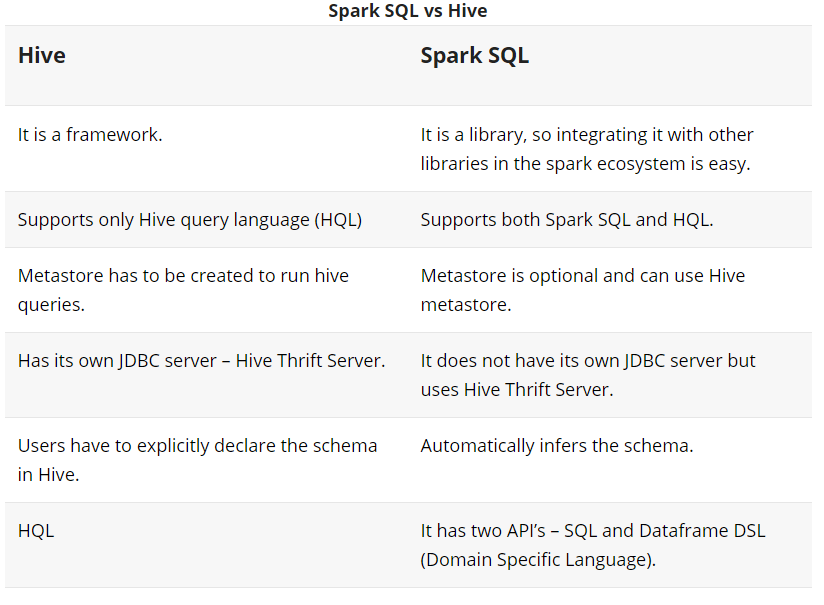 Spark SQL vs Hive
Hive
Spark SQL
It is a framework.
It is a library, so integrating it with other
libraries in the spark ecosystem is easy.
Supports only Hive query language (HQL)
Supports both Spark SQL and HQL.
Metastore has to be created to run hive
queries.
Metastore is optional and can use Hive
metastore.
Has its own JDBC server – Hive Thrift Server.
It does not have its own JDBC server but
uses Hive Thrift Server.
Users have to explicitly declare the schema
in Hive.
Automatically infers the schema.
HQL
It has two API's – SQL and Dataframe DSL
(Domain Specific Language).